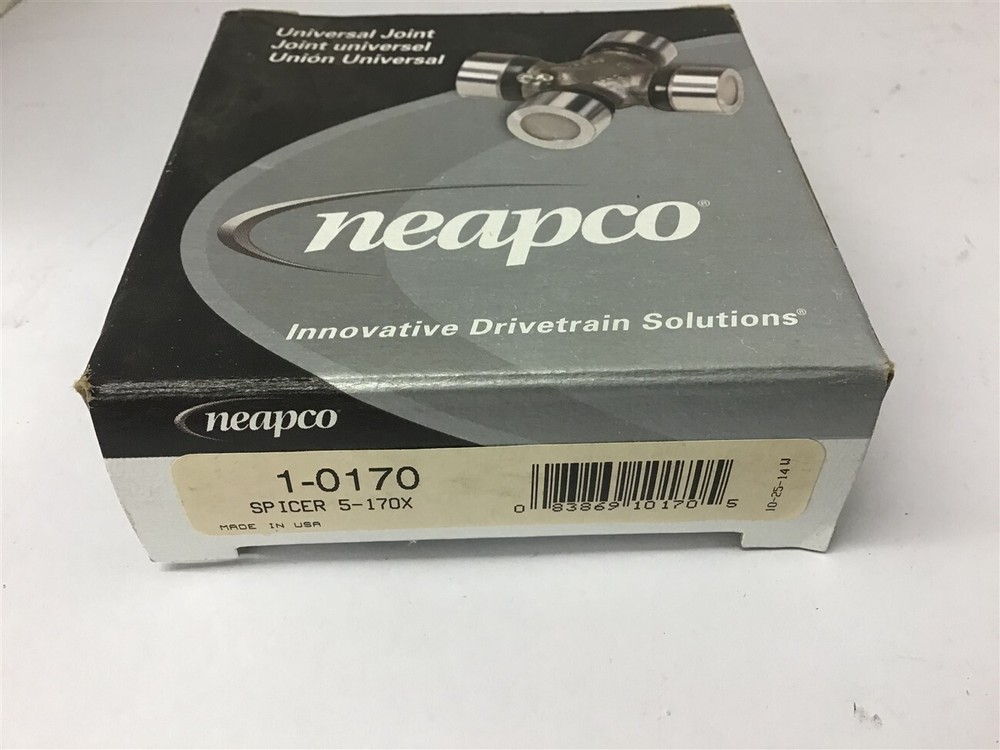 Universal Joint
Joint universel
Unión Universal
neapco®
Innovative Drivetrain Solutions®
neapco
1-0170
SPICER 5-170X
MADE IN USA
0 83869 10170 5
10-25-14 W